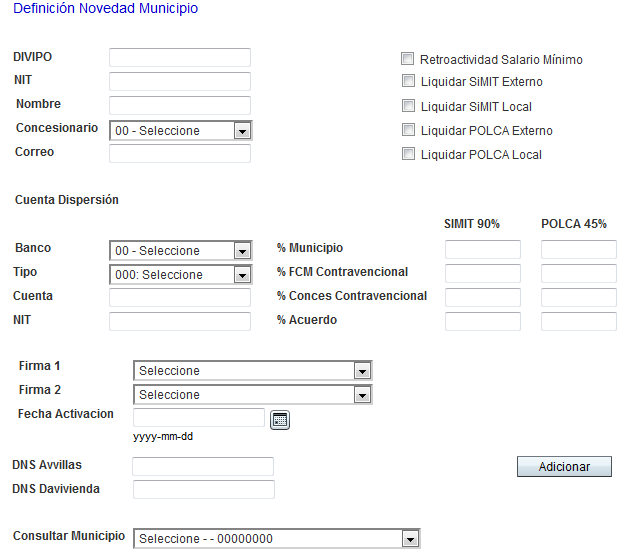 Definición Novedad Municipio
DIVIPO
NIT
Nombre
Concesionario 00 - Seleccione
Correo
Retroactividad Salario Mínimo
Liquidar SiMIT Externo
Liquidar SiMIT Local
Liquidar POLCA Externo
Liquidar POLCA Local
Cuenta Dispersión
SIMIT 90% POLCA 45%
Banco 00 - Seleccione % Municipio
Tipo 000: Seleccione % FCM Contravencional
Cuenta % Conces Contravencional
NIT % Acuerdo
Firma 1 Seleccione
Firma 2 Seleccione
Fecha Activacion
yyyy-mm-dd
DNS Avvillas
Adicionar
DNS Davivienda
Consultar Municipio Seleccione - - 00000000